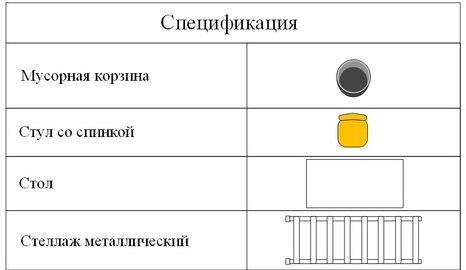 Спецификация
Мусорная корзина
Стул со спинкой
Стол
Стеллаж металлический